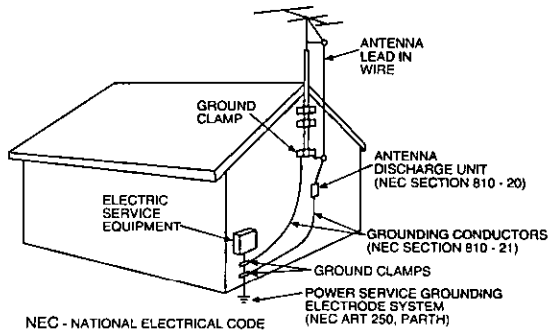 ANTENNA
LEAD IN
WIRE
GROUND
CLAMP
ANTENNA
DISCHARGE UNIT
(NEC SECTION 810 - 20)
ELECTRIC
SERVICE
EQUIPMENT
GROUNDING CONDUCTORS
(NEC SECTION 810 - 21)
GROUND CLAMPS
POWER SERVICE GROUNDING
ELECTRODE SYSTEM
(NEC ART 250, PARTH)
NEC - NATIONAL ELECTRICAL CODE